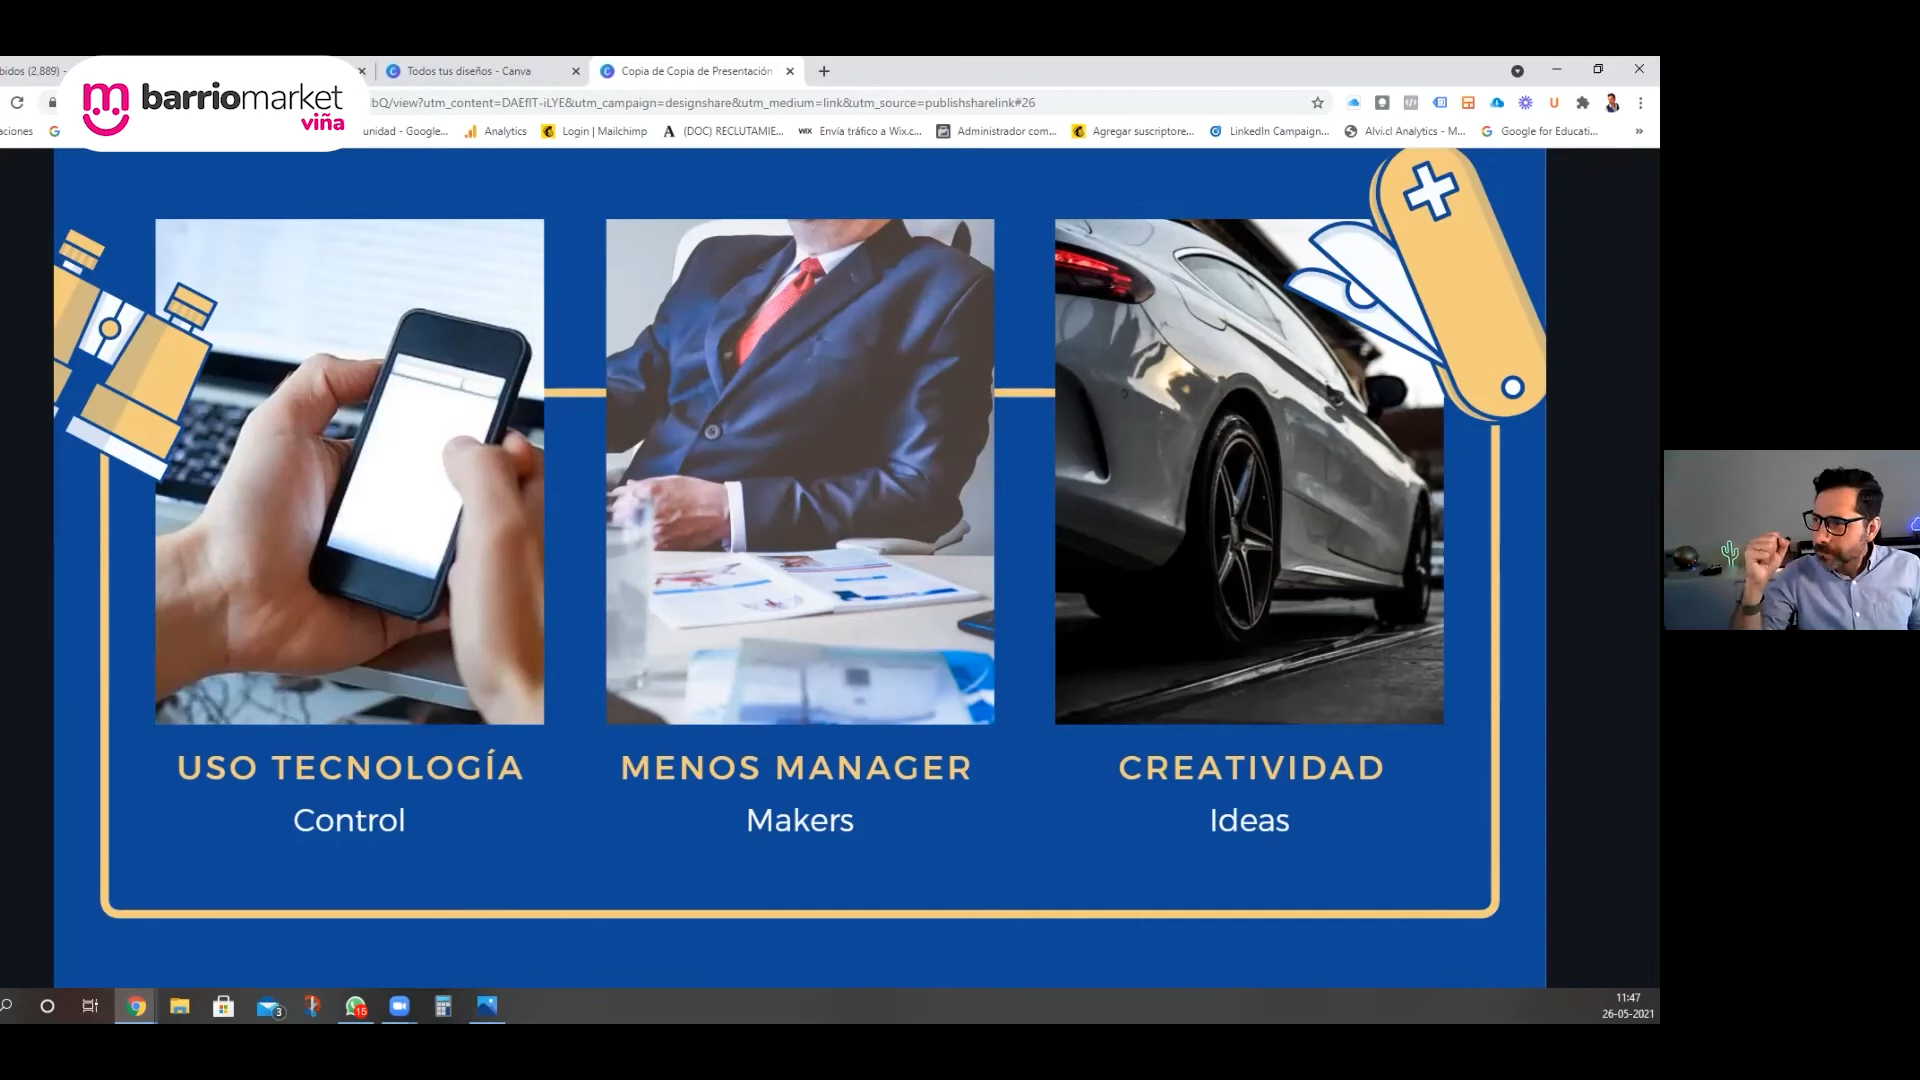 bidos (2,889) -
Todos tus diseños - Canva
Copia de Copia de Presentación
barriomarket
viña
bQ/view?utm_content=DAEfIT-iLYE&utm_campaign=designshare&utm_medium=link&utm_source=publishsharelink#26
aciones
unidad - Google...
Analytics
Login | Mailchimp
(DOC) RECLUTAMIE...
WIX
Envía tráfico a Wix.c...
Administrador com...
Agregar suscriptore...
LinkedIn Campaign...
Alvi.cl Analytics - M...
Google for Educati...
»
USO TECNOLOGÍA
Control
MENOS MANAGER
Makers
CREATIVIDAD
Ideas
3
15
11:47
26-05-2021